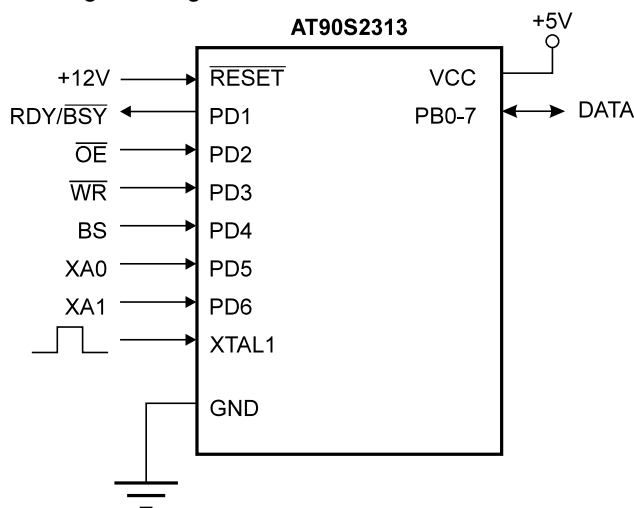 AT90S2313
+5V
+12V RESET VCC
RDY/BSY PD1 PB0-7 DATA
OE PD2
WR PD3
BS PD4
XA0 PD5
XA1 PD6
XTAL1
GND